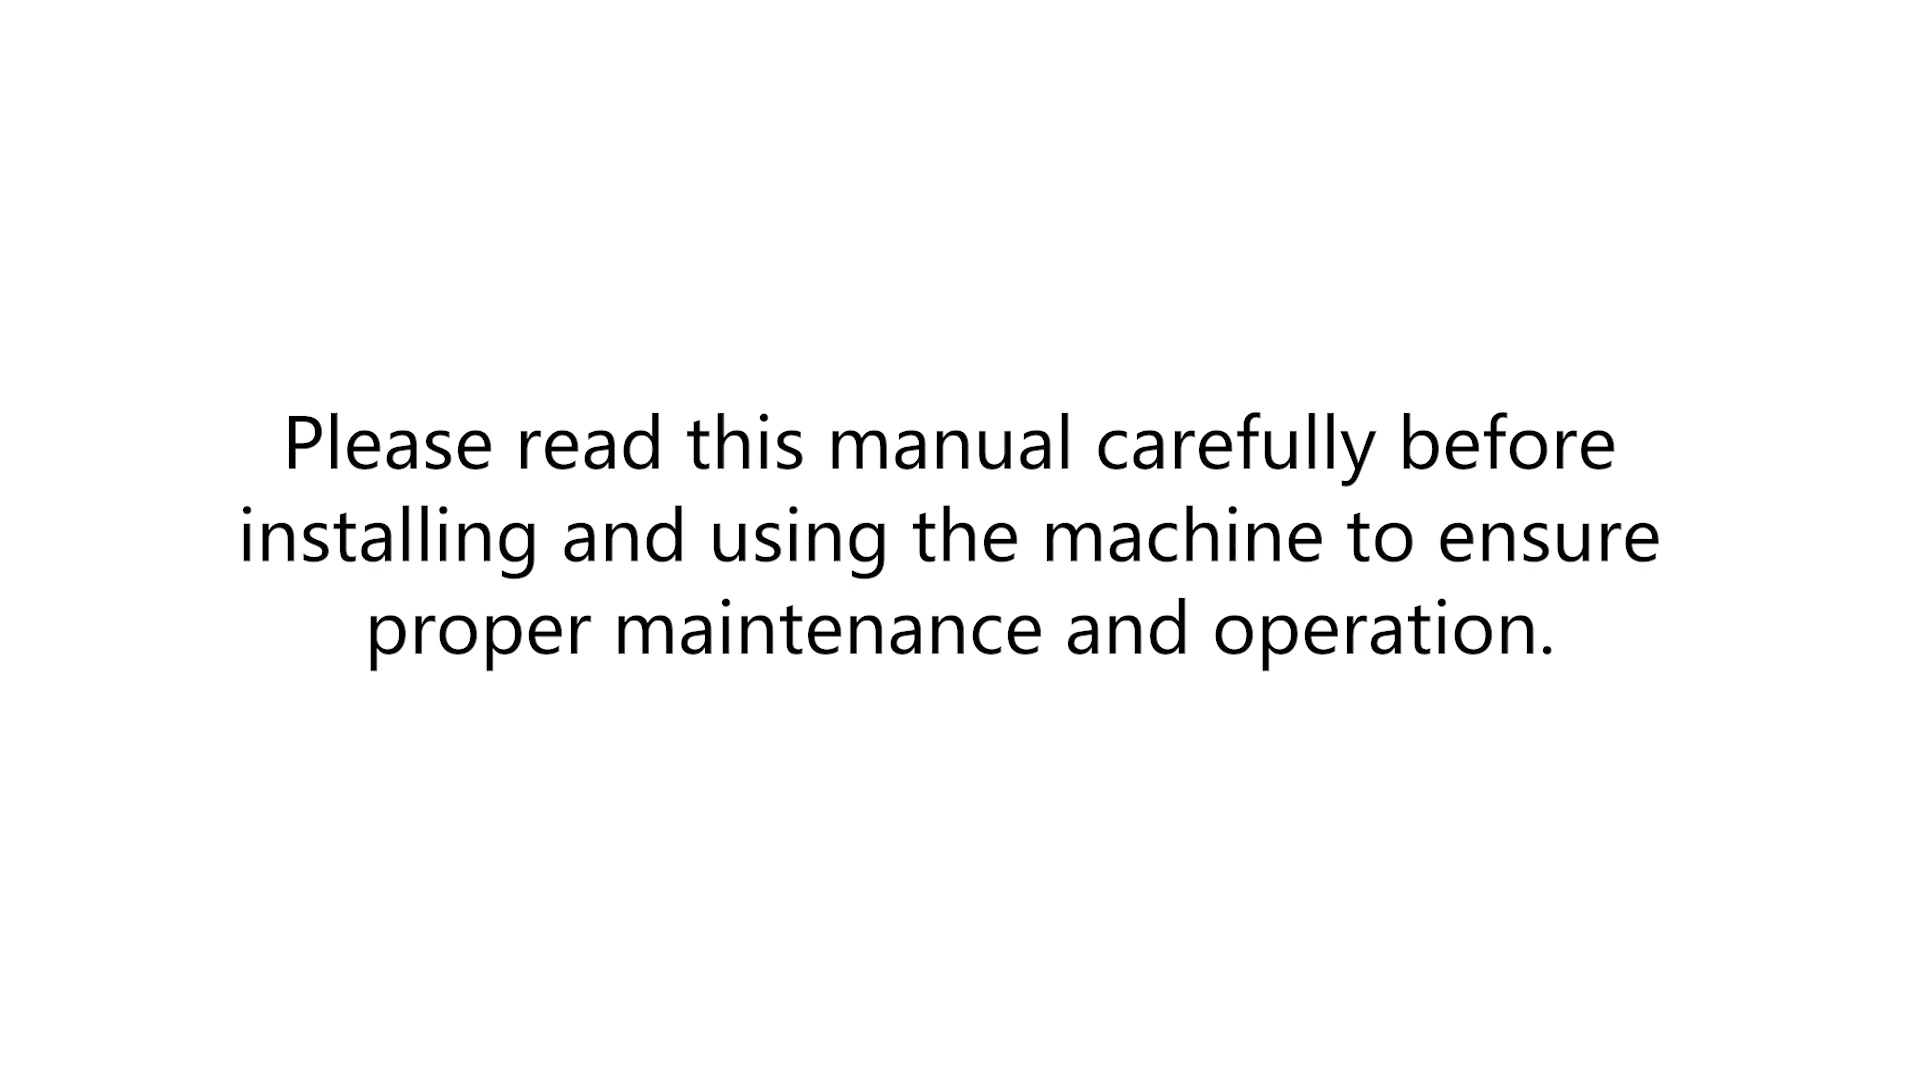 Please read this manual carefully before
installing and using the machine to ensure
proper maintenance and operation.